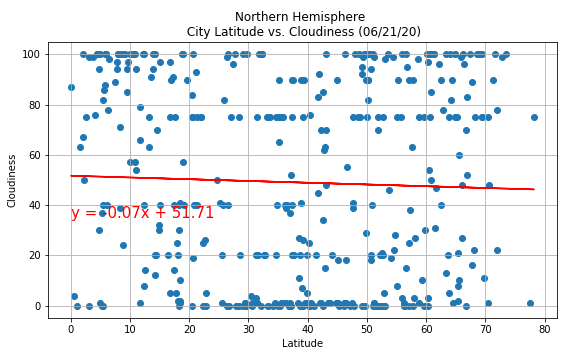 Northern Hemisphere
City Latitude vs. Cloudiness (06/21/20)
100
80
60
40
20
0
Cloudiness
y = -0.07x + 51.71
0 10 20 30 40 50 60 70 80
Latitude